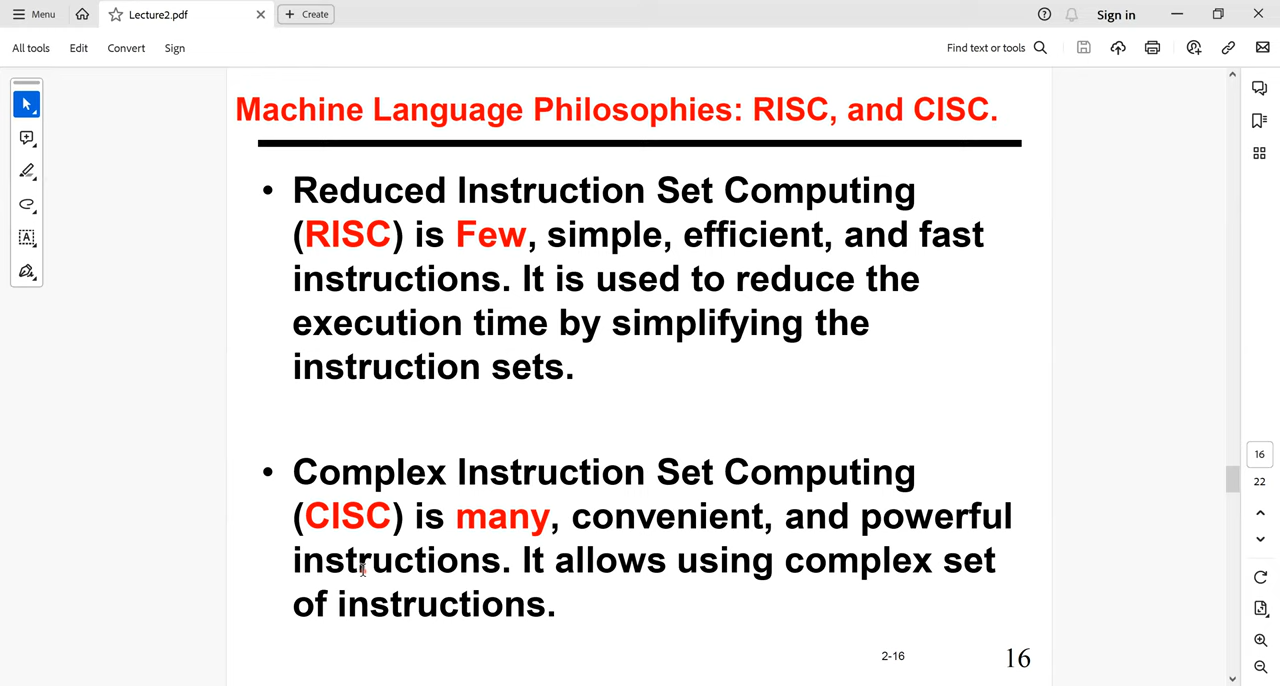 Menu
Lecture2.pdf
+ Create
Sign in
All tools
Edit
Convert
Sign
Find text or tools
Machine Language Philosophies: RISC, and CISC.
• Reduced Instruction Set Computing
(RISC) is Few, simple, efficient, and fast
instructions. It is used to reduce the
execution time by simplifying the
instruction sets.
• Complex Instruction Set Computing
(CISC) is many, convenient, and powerful
instructions. It allows using complex set
of instructions.
2-16
16
16
22